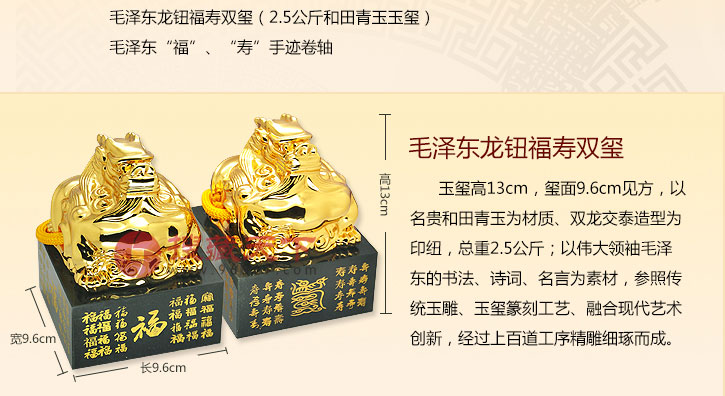 毛泽东龙钮福寿双玺（2.5公斤和田青玉玉玺）
毛泽东“福”、“寿”手迹卷轴
毛泽东龙钮福寿双玺
玉玺高13cm，玺面9.6cm见方，以
名贵和田青玉为材质、双龙交泰造型为
印纽，总重2.5公斤；以伟大领袖毛泽
东的书法、诗词、名言为素材，参照传
统玉雕、玉玺篆刻工艺、融合现代艺术
创新，经过上百道工序精雕细琢而成。
高13cm
宽9.6cm
长9.6cm
福